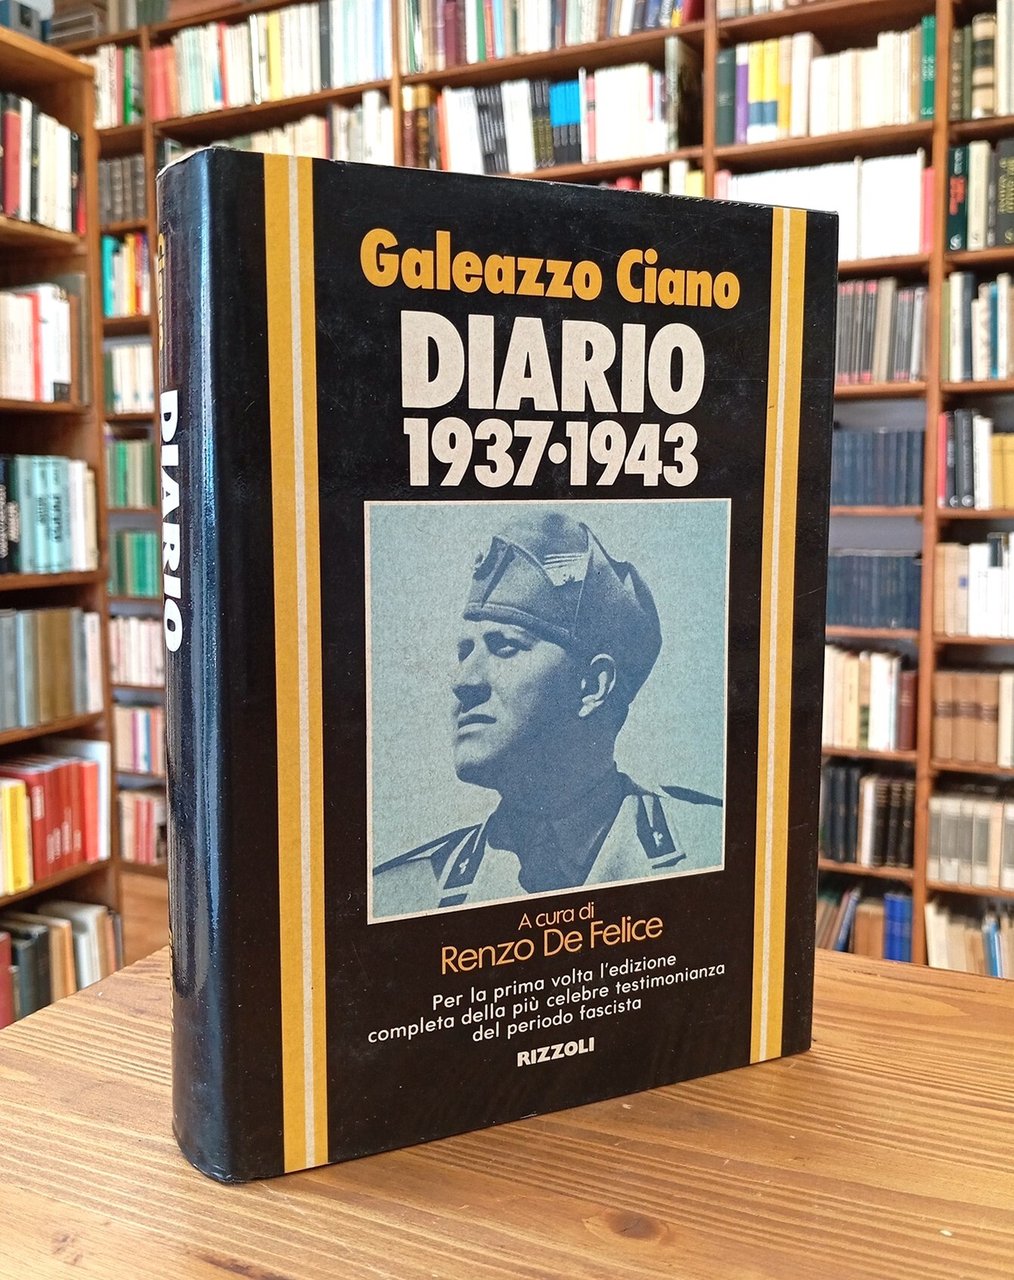 Galeazzo Ciano
DIARIO
1937•1943
A cura di
Renzo De Felice
Per la prima volta l'edizione
completa della più celebre testimonianza
del periodo fascista
RIZZOLI
DIARIO